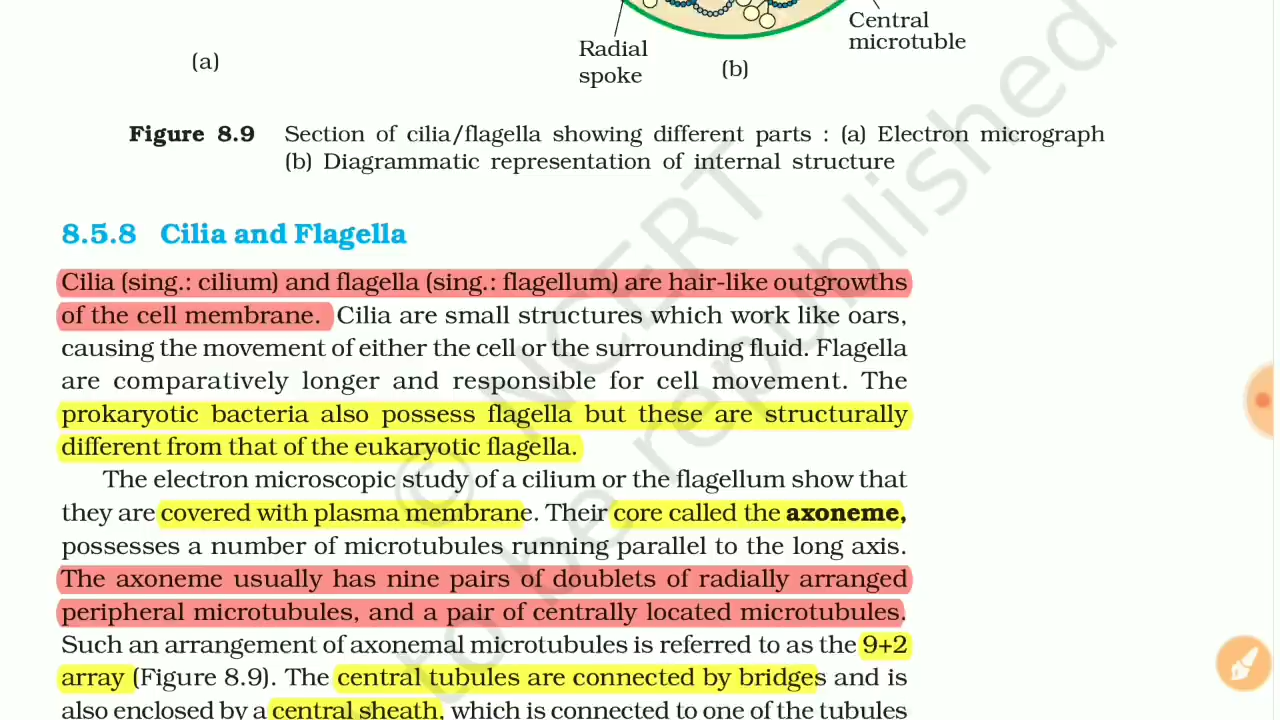 Central
microtuble
Radial
spoke
(a)
(b)
Figure 8.9 Section of cilia/flagella showing different parts : (a) Electron micrograph
(b) Diagrammatic representation of internal structure
8.5.8 Cilia and Flagella
Cilia (sing.: cilium) and flagella (sing.: flagellum) are hair-like outgrowths
of the cell membrane. Cilia are small structures which work like oars,
causing the movement of either the cell or the surrounding fluid. Flagella
are comparatively longer and responsible for cell movement. The
prokaryotic bacteria also possess flagella but these are structurally
different from that of the eukaryotic flagella.
The electron microscopic study of a cilium or the flagellum show that
they are covered with plasma membrane. Their core called the axoneme,
possesses a number of microtubules running parallel to the long axis.
The axoneme usually has nine pairs of doublets of radially arranged
peripheral microtubules, and a pair of centrally located microtubules.
Such an arrangement of axonemal microtubules is referred to as the 9+2
array (Figure 8.9). The central tubules are connected by bridges and is
also enclosed by a central sheath, which is connected to one of the tubules
© NCERT
to be republished